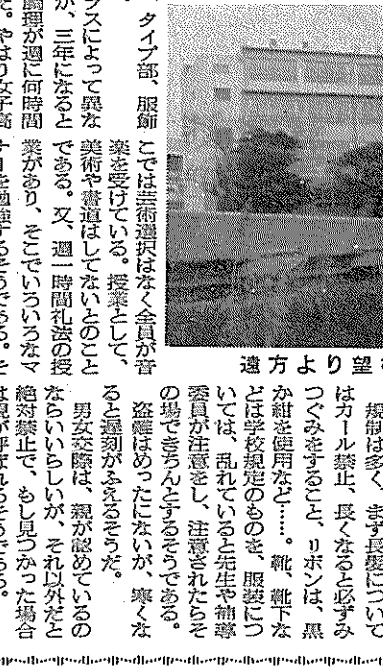 タイプ部、服飾
ラスによって異な
が、三年になると
調理が週に何時間
た。やはり女子高
こでは芸術選択はなく全員が音
楽を受けている。授業として、
美術や書道はしてないとのこと
である。又、週一時間礼法の授
業があり、そこでいろいろなマ
を勉強するそうである。そ
遠方より望
規制は多く、まず長髪について
はカール禁止、長くなると必ずみ
つぐみをすること、リボンは、黒
か紺を使用など……。靴、靴下な
どは学校規定のものを、服装につ
いては、乱れていると先生や補導
委員が注意をし、注意されたらそ
の場できちんとするそうである。
盗難はめったにないが、寒くな
ると遅刻がふえるそうだ。
男女交際は、親が認めているの
ならいいらしいが、それ以外だと
絶対禁止で、もし見つかった場合
は親が呼ばれるそうである。